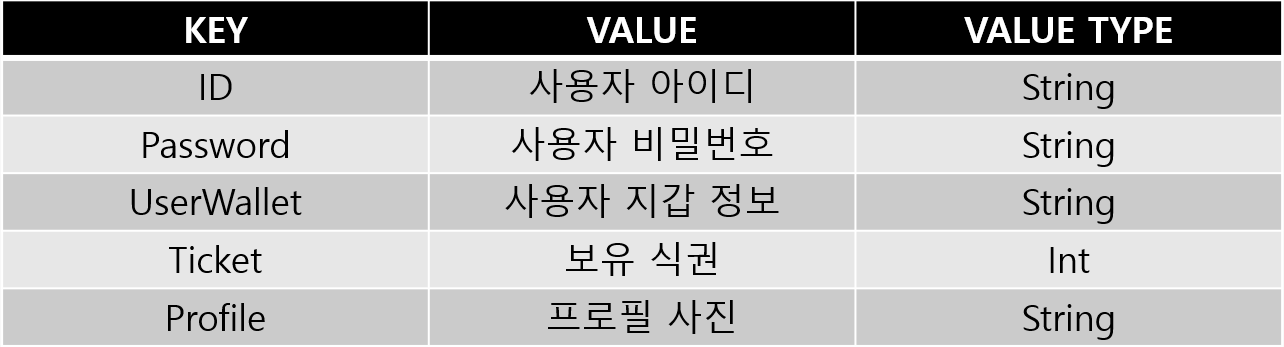 KEY VALUE VALUE TYPE
ID 사용자 아이디 String
Password 사용자 비밀번호 String
UserWallet 사용자 지갑 정보 String
Ticket 보유 식권 Int
Profile 프로필 사진 String